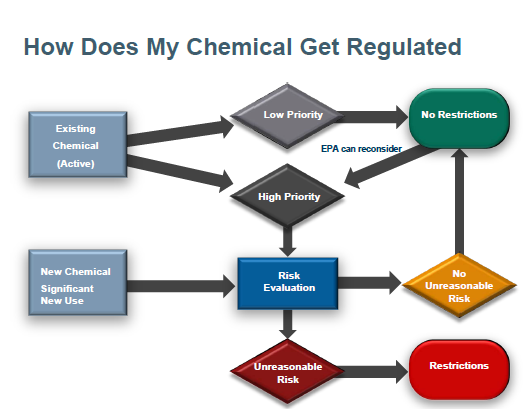 How Does My Chemical Get Regulated
Low Priority
No Restrictions
Existing
Chemical
(Active)
EPA can reconsider
High Priority
New Chemical
Significant
New Use
Risk
Evaluation
No
Unreasonable
Risk
Unreasonable
Risk
Restrictions